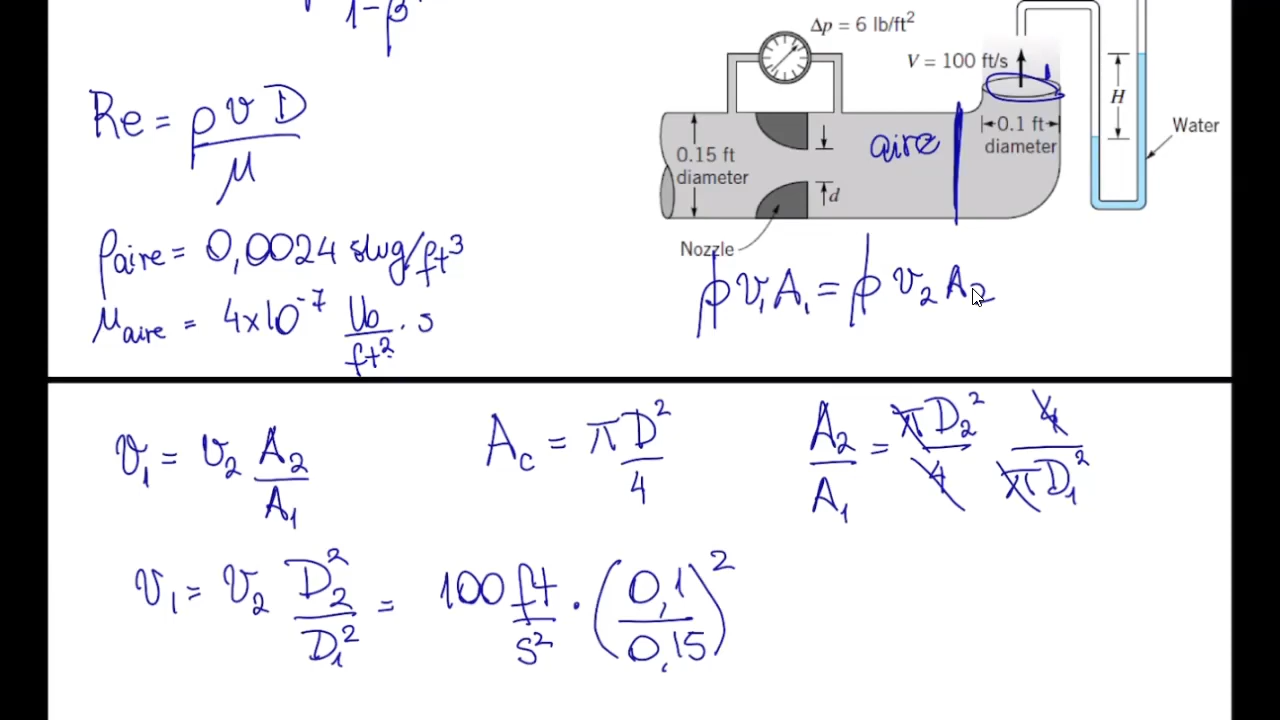 1 - β
Re = ρ v D / μ
ρaire = 0,0024 slug/ft³
μaire = 4x10⁻⁷ lb/ft² · s
Δp = 6 lb/ft²
V = 100 ft/s
H
0.1 ft
diameter
Water
0.15 ft
diameter
aire
d
Nozzle
ρ v₁ A₁ = ρ v₂ A₂
v₁ = v₂ A₂/A₁
Ac = π D²/4
A₂/A₁ = π D₂²/4 4/π D₁²
v₁ = v₂ D₂²/D₁² = 100 ft/s² · (0,1/0,15)²